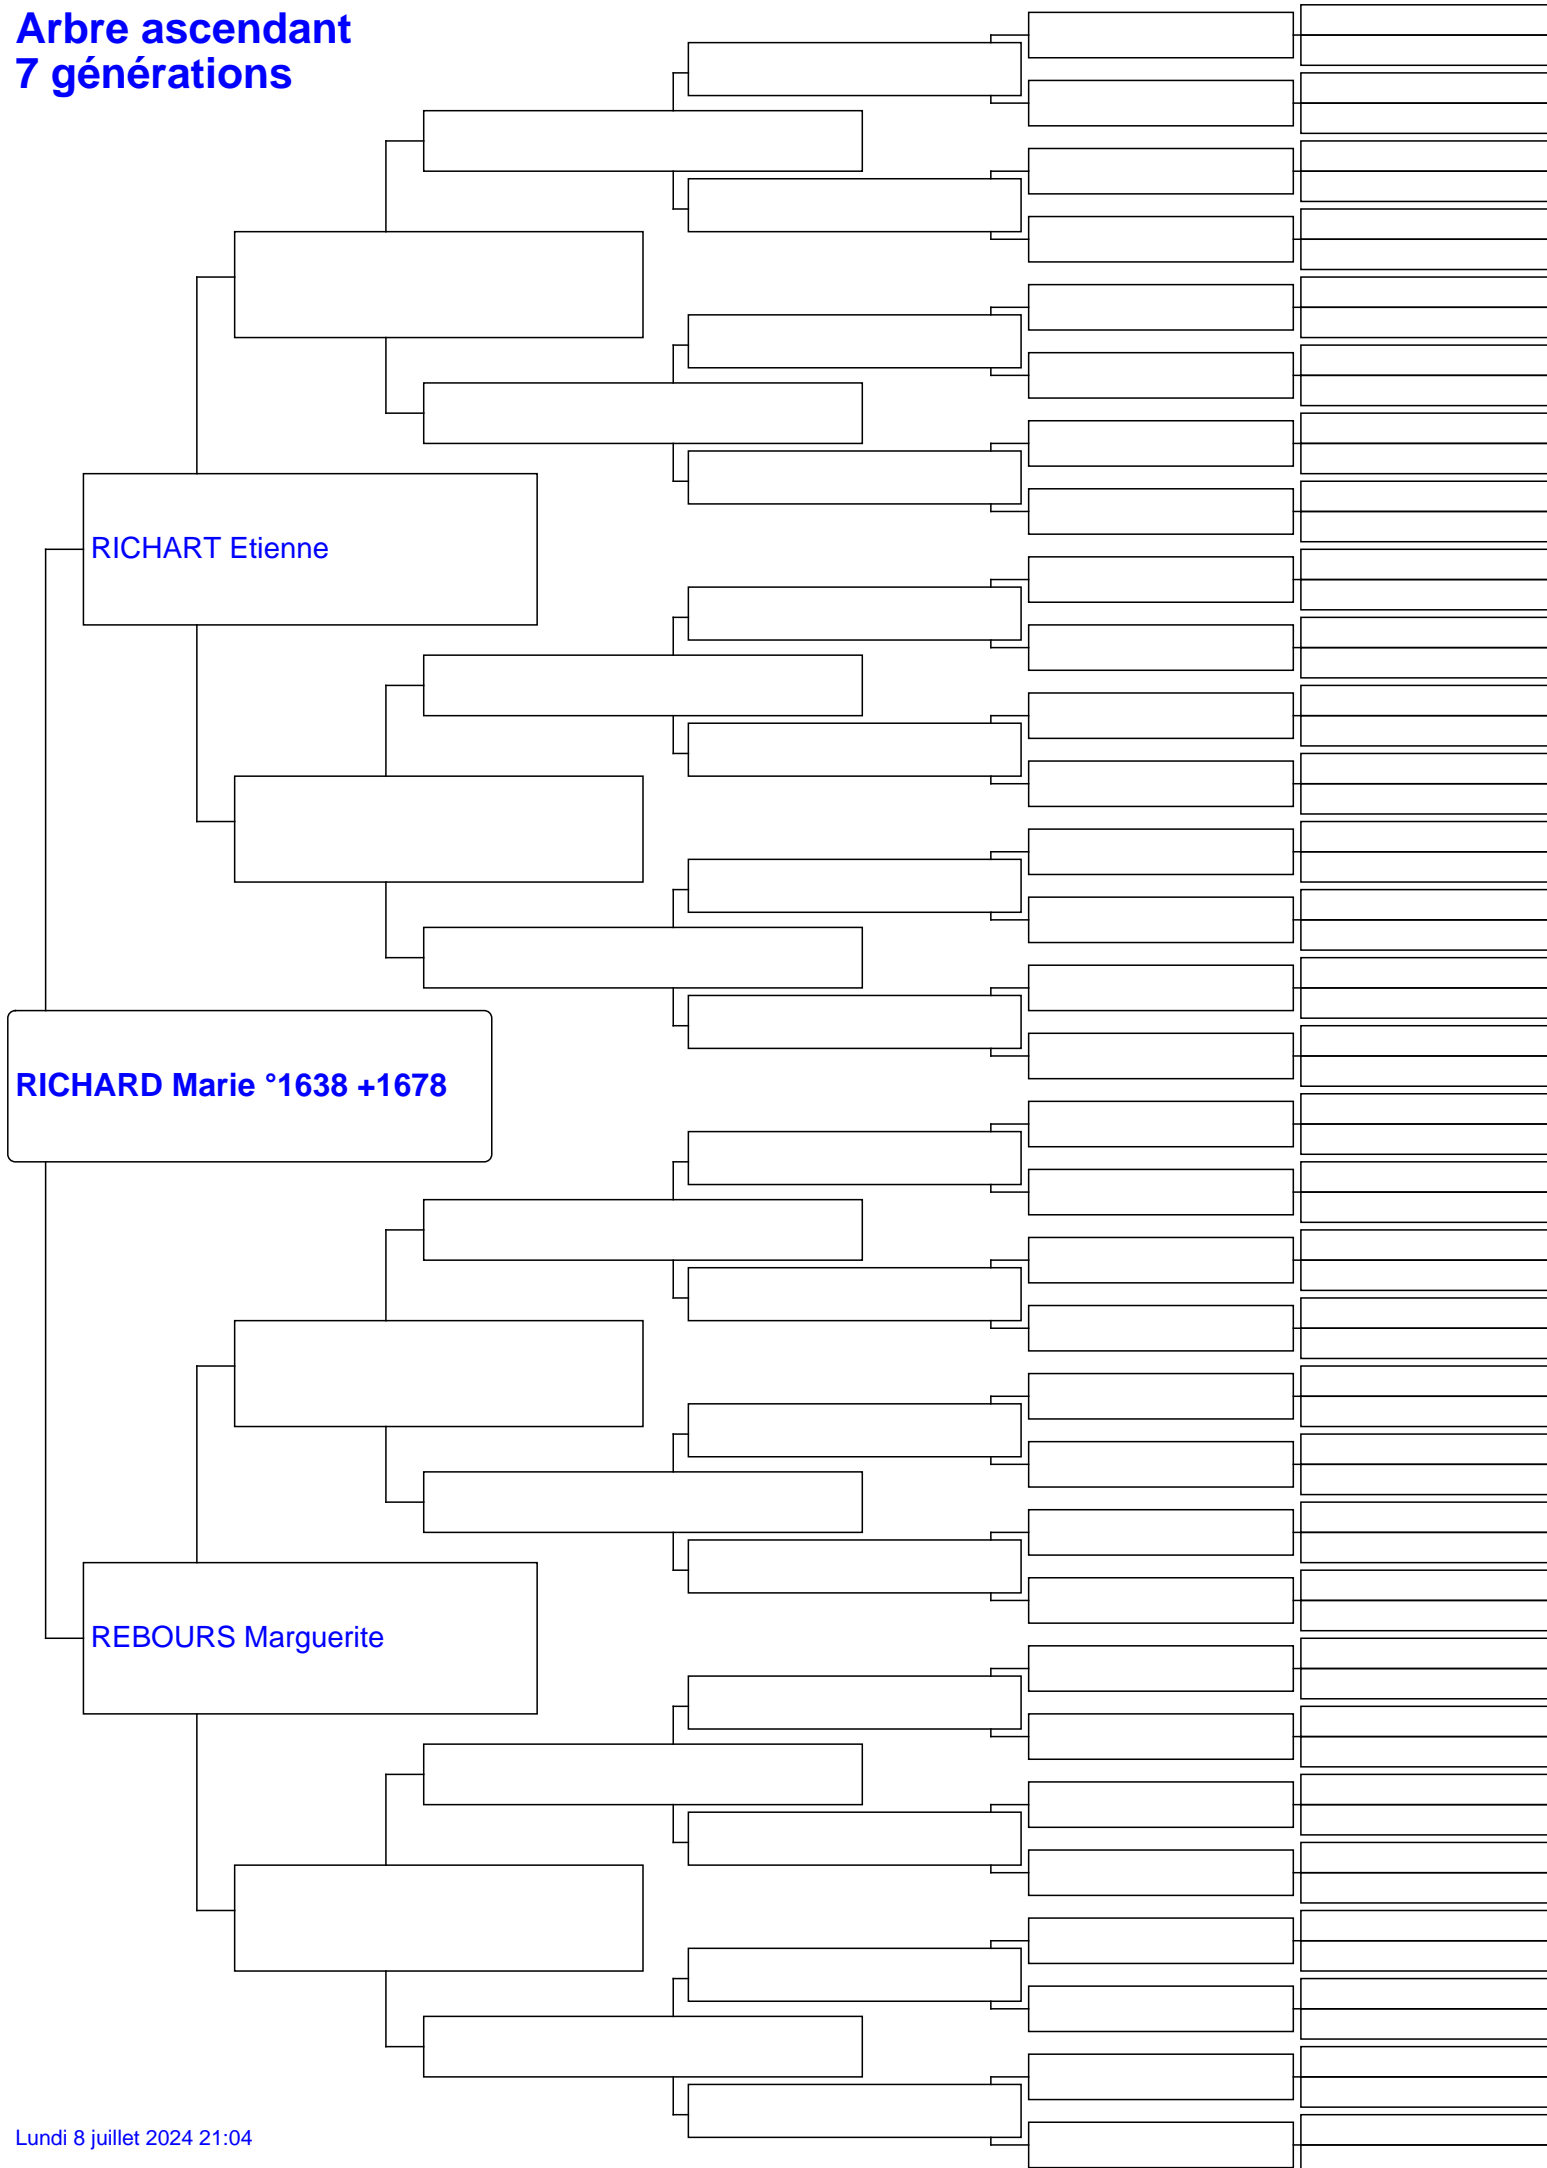 Arbre ascendant
7 générations
RICHART Etienne
RICHARD Marie °1638 +1678
REBOURS Marguerite
Lundi 8 juillet 2024 21:04